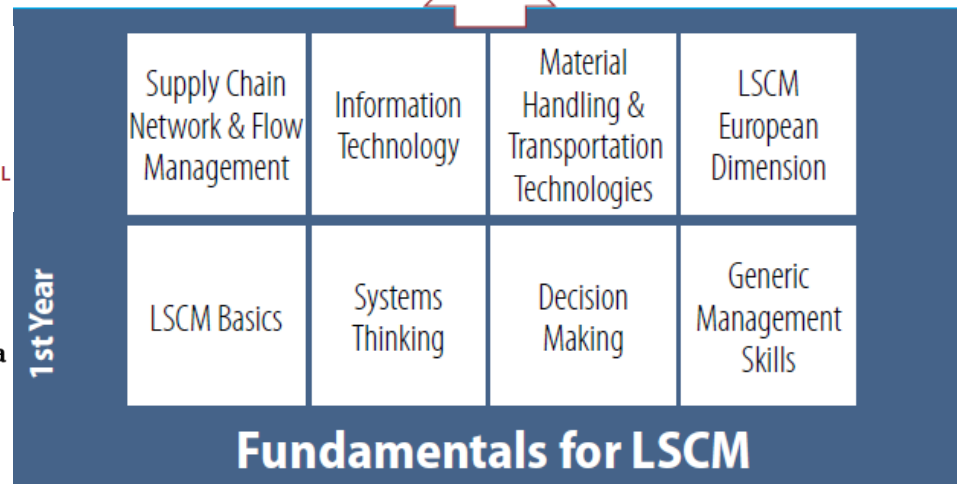 Supply Chain
Network & Flow
Management
Information
Technology
Material
Handling &
Transportation
Technologies
LSCM
European
Dimension
L
1st Year
a
LSCM Basics
Systems
Thinking
Decision
Making
Generic
Management
Skills
Fundamentals for LSCM